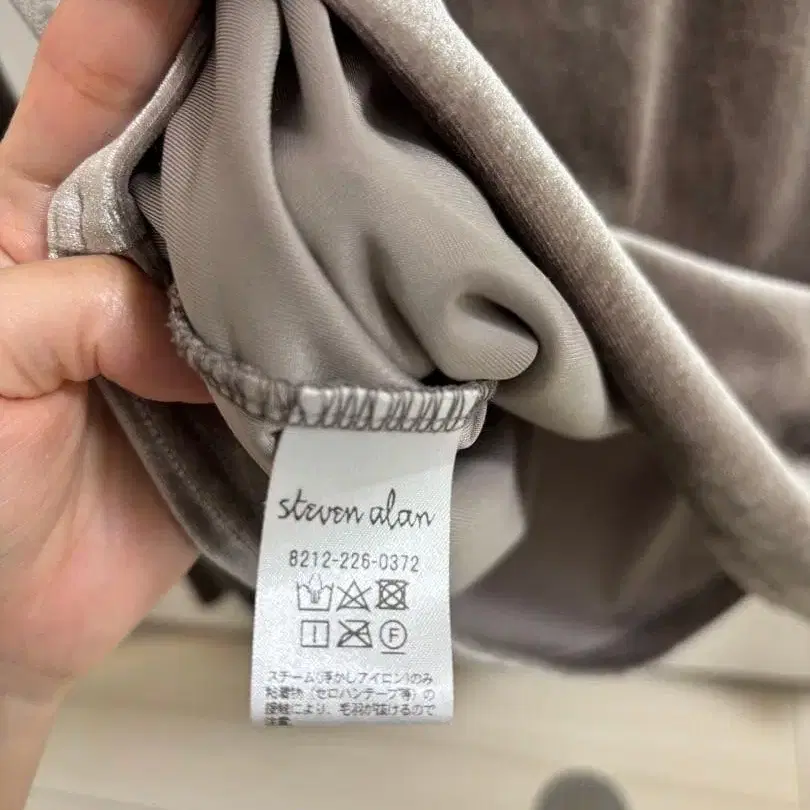 steven alan
8212-226-0372
F
スチーム(浮かしアイロン)のみ
粘着物(セロハンテープ等)の
接触により、毛羽が抜けるので
注意